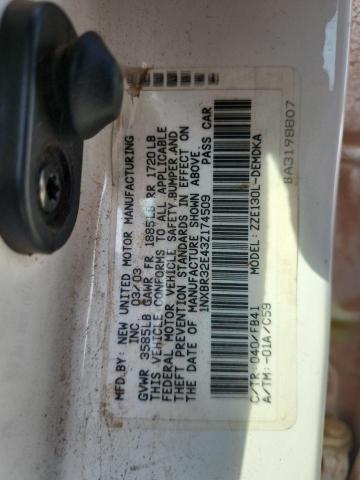 MFD.BY: NEW UNITED MOTOR MANUFACTURING
INC 03/03
GVWR 3585LB GAWR FR 1885LB RR 1720LB
THIS VEHICLE CONFORMS TO ALL APPLICABLE
FEDERAL MOTOR VEHICLE SAFETY,BUMPER,AND
THEFT PREVENTION STANDARDS IN EFFECT ON
THE DATE OF MANUFACTURE SHOWN ABOVE.
1NXBR32E43Z174509 PASS CAR
C/TR: 040/FB41 MODEL: ZZE130L-DEMDKA
A/TM: -01A/C59
BA3198807